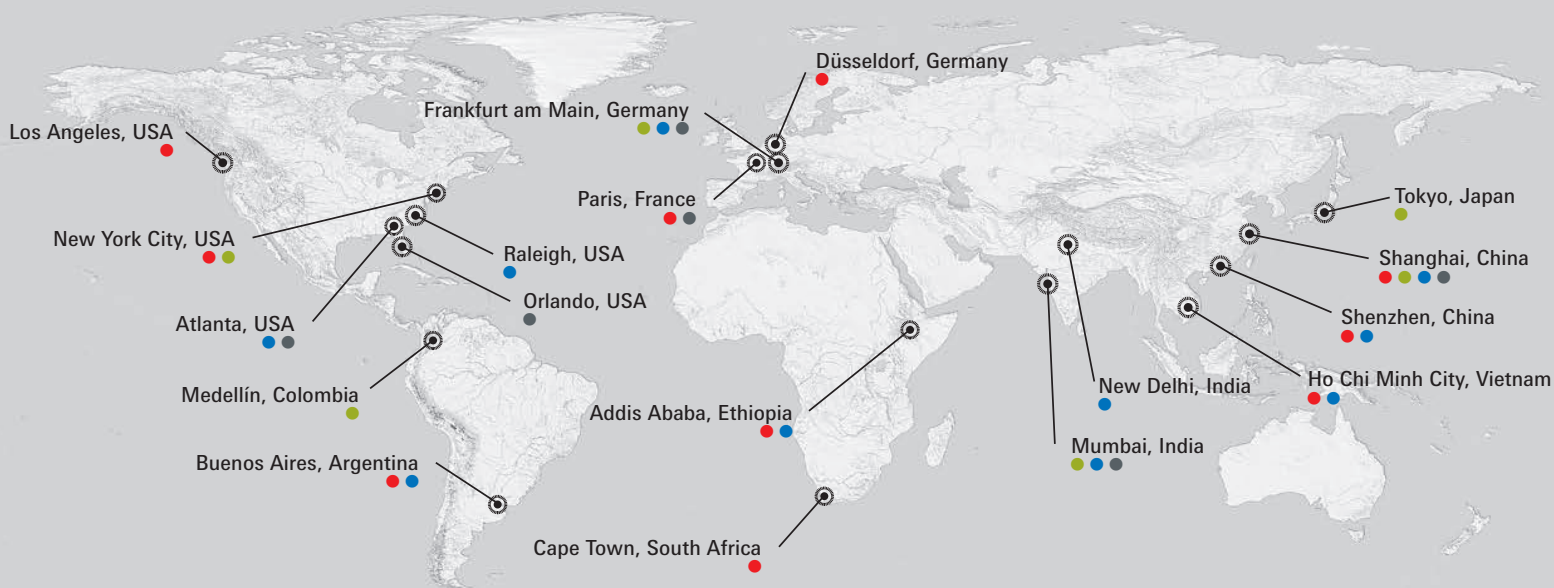 Düsseldorf, Germany
Frankfurt am Main, Germany
Los Angeles, USA
Paris, France
Tokyo, Japan
New York City, USA
Raleigh, USA
Shanghai, China
Orlando, USA
Atlanta, USA
Shenzhen, China
Medellín, Colombia
New Delhi, India
Ho Chi Minh City, Vietnam
Addis Ababa, Ethiopia
Mumbai, India
Buenos Aires, Argentina
Cape Town, South Africa